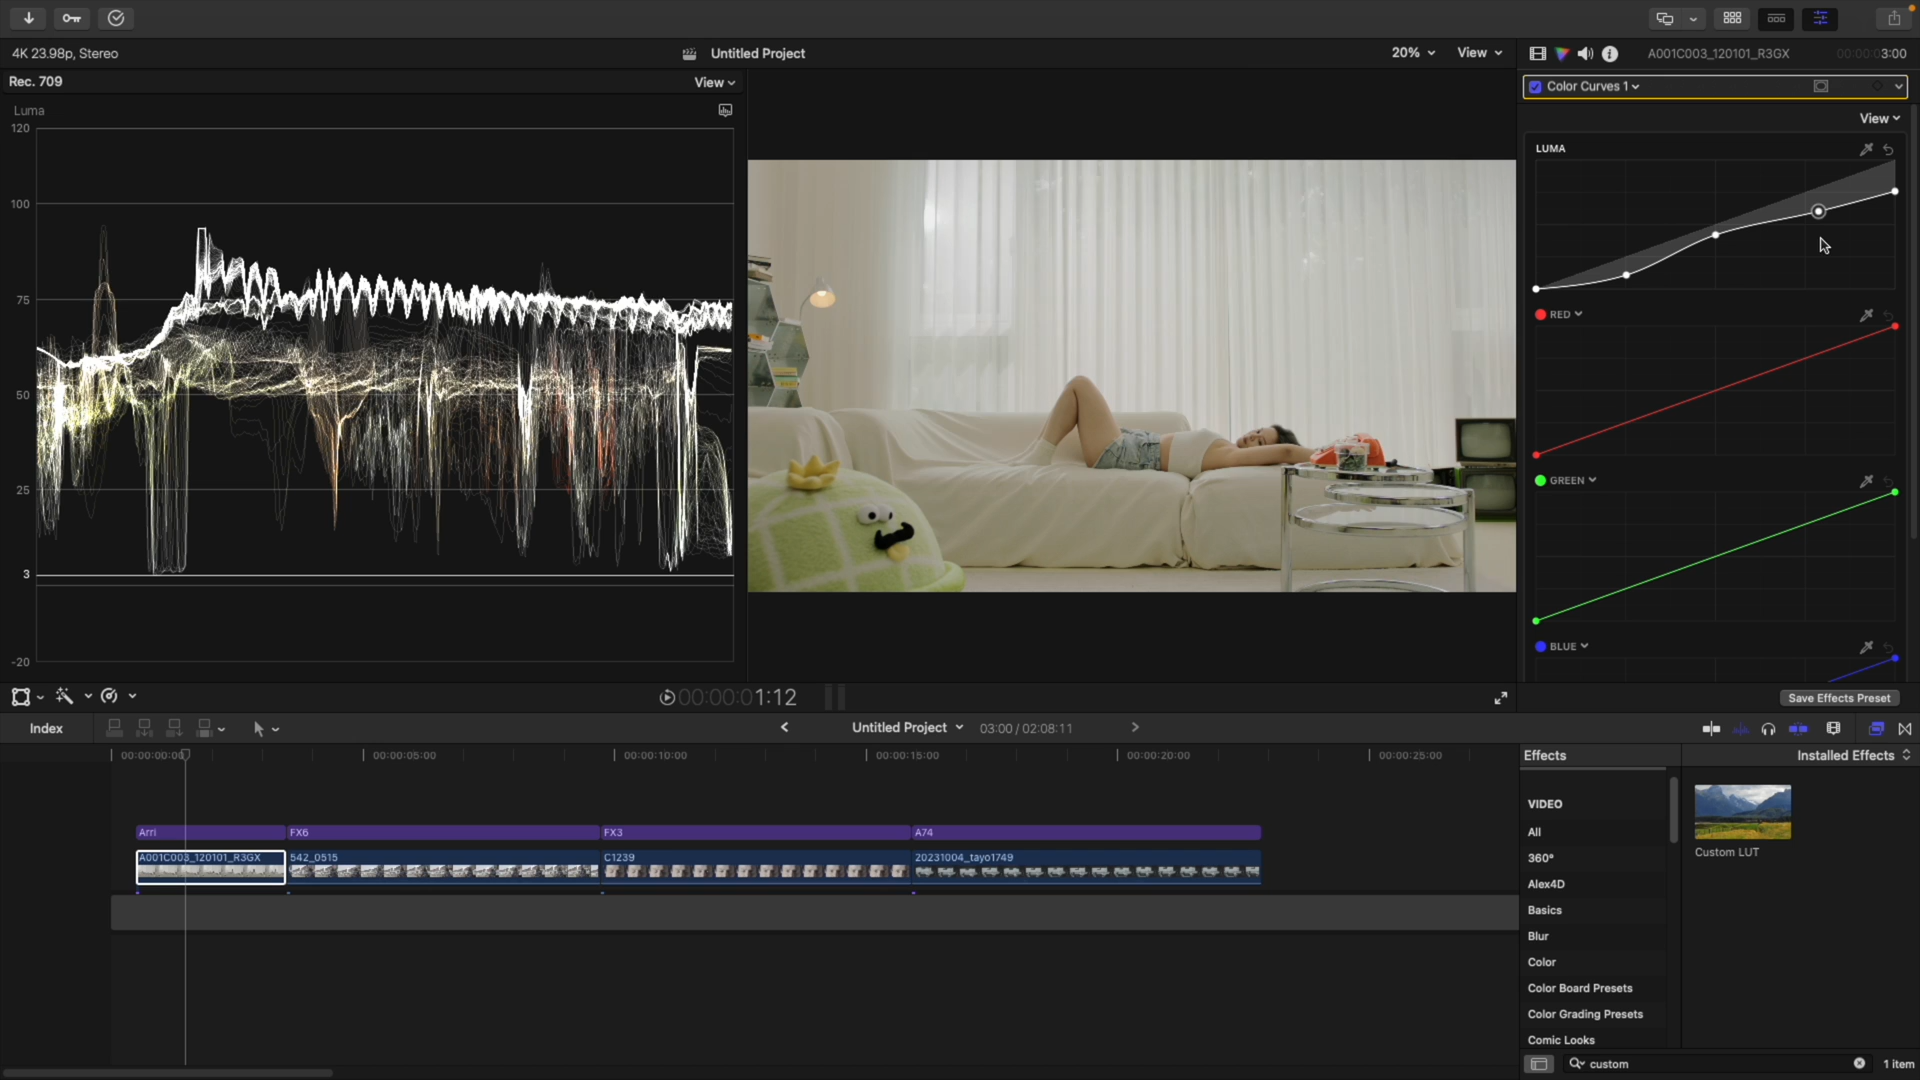 4K 23.98p, Stereo
Untitled Project
20%
View
A001C003_120101_R3GX
00:00:03:00
Rec. 709
View
Color Curves 1
View
Luma
120
100
75
50
25
3
-20
LUMA
RED
GREEN
BLUE
00:00:01:12
Save Effects Preset
Index
Untitled Project
03:00 / 02:08:11
00:00:00:00
00:00:05:00
00:00:10:00
00:00:15:00
00:00:20:00
00:00:25:00
Effects
Installed Effects
Arri
FX6
FX3
A74
A001C003_120101_R3GX
542_0515
C1239
20231004_tayo1749
VIDEO
All
360°
Alex4D
Basics
Blur
Color
Color Board Presets
Color Grading Presets
Comic Looks
Custom LUT
custom
1 item